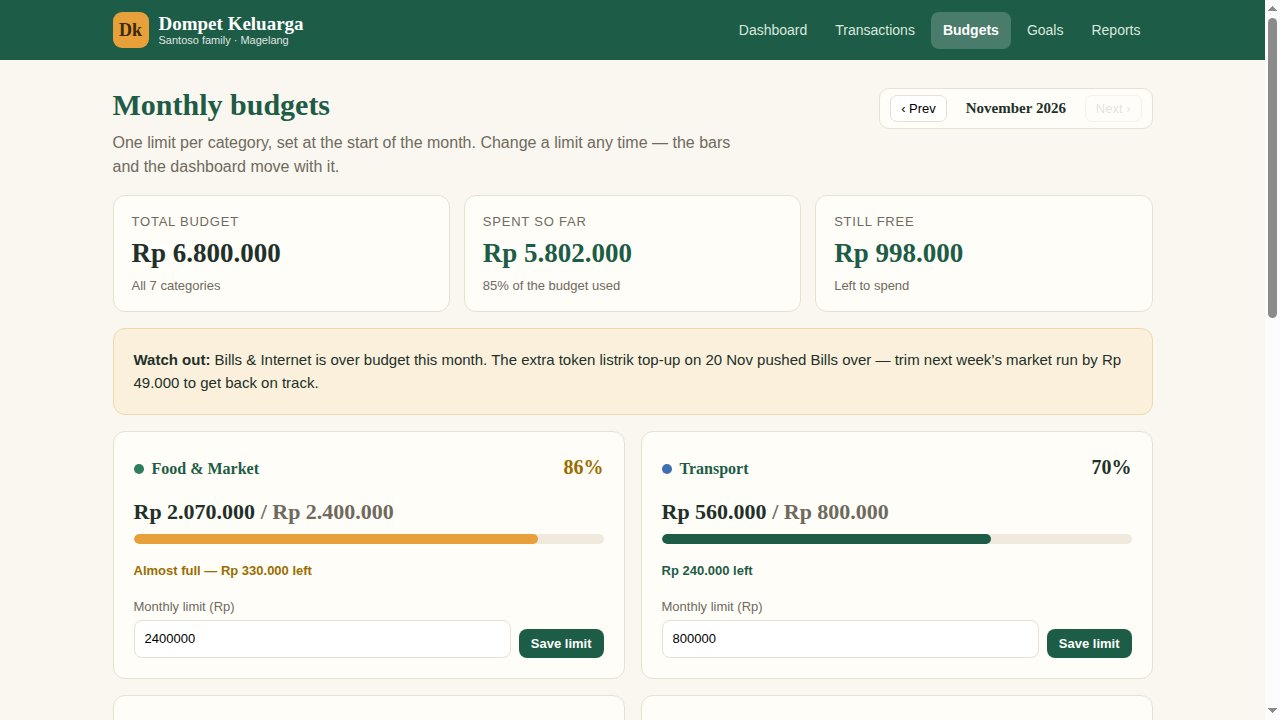 Dk
Dompet Keluarga
Santoso family · Magelang
Dashboard
Transactions
Budgets
Goals
Reports
Monthly budgets
‹ Prev
November 2026
Next ›
One limit per category, set at the start of the month. Change a limit any time — the bars
and the dashboard move with it.
TOTAL BUDGET
Rp 6.800.000
All 7 categories
SPENT SO FAR
Rp 5.802.000
85% of the budget used
STILL FREE
Rp 998.000
Left to spend
Watch out: Bills & Internet is over budget this month. The extra token listrik top-up on 20 Nov pushed Bills over — trim next week’s market run by Rp
49.000 to get back on track.
Food & Market
86%
Rp 2.070.000 / Rp 2.400.000
Almost full — Rp 330.000 left
Monthly limit (Rp)
2400000
Save limit
Transport
70%
Rp 560.000 / Rp 800.000
Rp 240.000 left
Monthly limit (Rp)
800000
Save limit